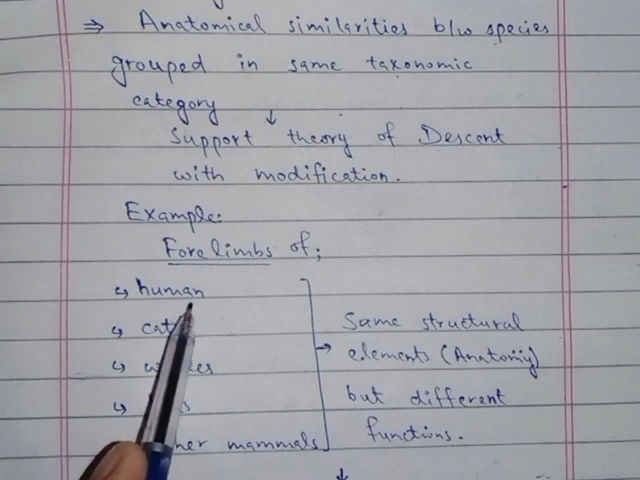 ⇒ Anatomical similarities b/w species
grouped in same taxonomic
category
↓
Support theory of Descent
with modification.
Example:
Forelimbs of;
↪ human
↪ cat
↪
↪
mammals
Same structural
→ elements (Anatomy)
but different
functions.
↓